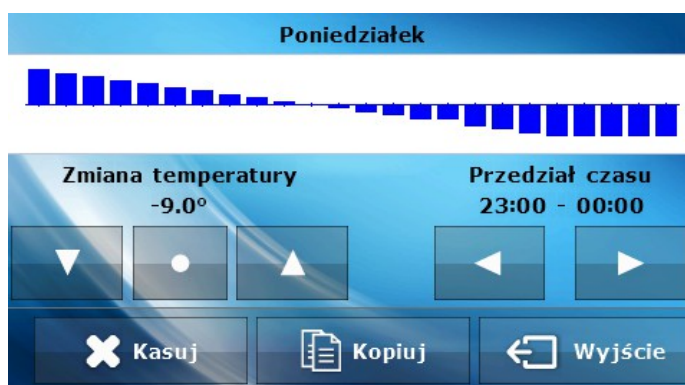 Poniedziałek
Zmiana temperatury
-9.0°
Przedział czasu
23:00 - 00:00
Kasuj
Kopiuj
Wyjście